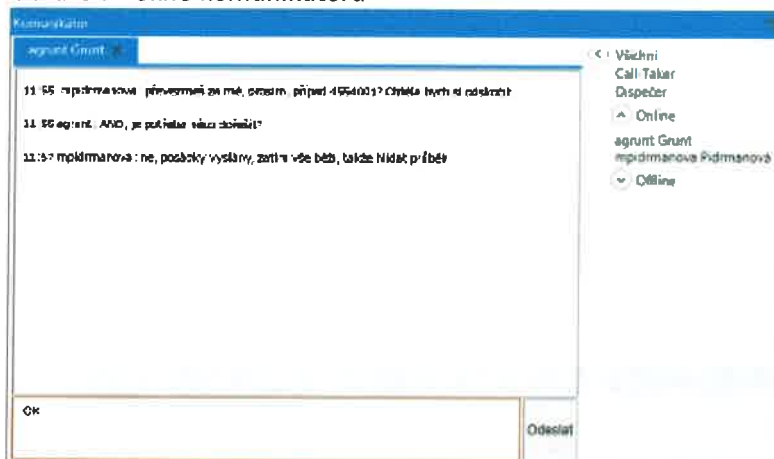 Komunikátor
agrunt Grunt
Všichni
Call-Taker
Dispečer
Online
agrunt Grunt
mpidrmanova Pidrmanová
Offline
11:55 mpidrmanova: převezmeš za mě, prosím, případ 4554001? Chtěla bych si odskočit
11:56 agrunt: ANO, je potřeba něco dořešit?
11:57 mpidrmanova: ne, posádky vyslány, zatím vše běží, takže hlídat průběh
OK
Odeslat